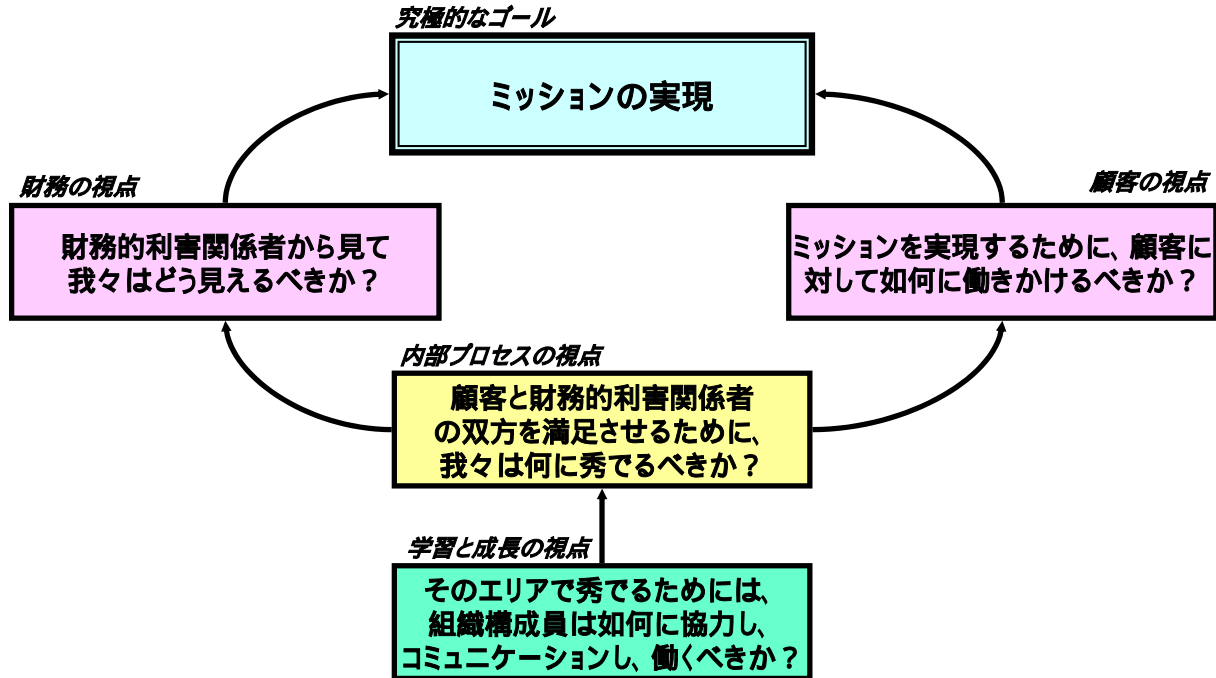 究極的なゴール
ミッションの実現
財務の視点
財務的利害関係者から見て
我々はどう見えるべきか？
顧客の視点
ミッションを実現するために、顧客に
対して如何に働きかけるべきか？
内部プロセスの視点
顧客と財務的利害関係者
の双方を満足させるために、
我々は何に秀でるべきか？
学習と成長の視点
そのエリアで秀でるためには、
組織構成員は如何に協力し、
コミュニケーションし、働くべきか？